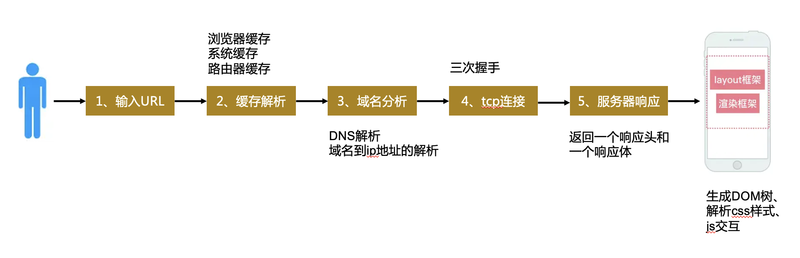 浏览器缓存
系统缓存
路由器缓存
三次握手
1、输入URL
2、缓存解析
3、域名分析
4、tcp连接
5、服务器响应
layout框架
渲染框架
DNS解析
域名到ip地址的解析
返回一个响应头和
一个响应体
生成DOM树、
解析css样式、
js交互